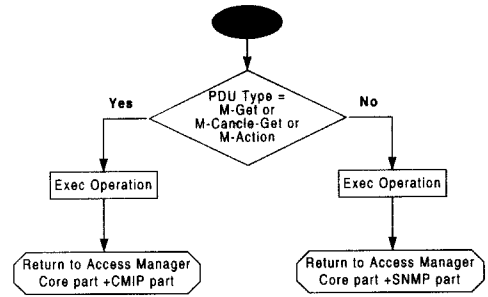 PDU Type =
M-Get or
M-Cancle-Get or
M-Action
Yes
No
Exec Operation
Exec Operation
Return to Access Manager
Core part +CMIP part
Return to Access Manager
Core part +SNMP part